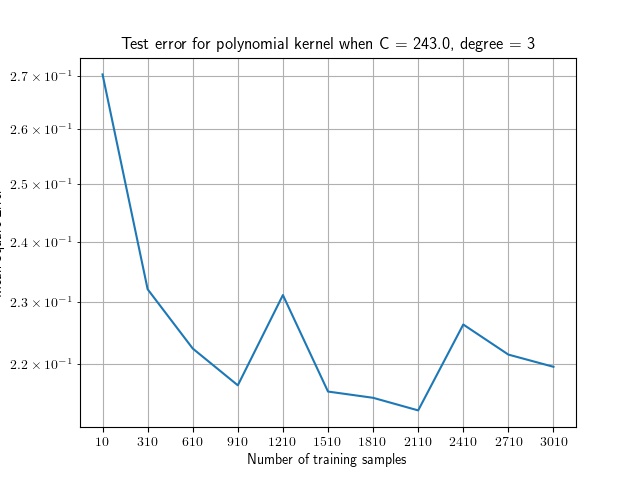 Test error for polynomial kernel when C = 243.0, degree = 3
2.7 × 10⁻¹
2.6 × 10⁻¹
2.5 × 10⁻¹
2.4 × 10⁻¹
2.3 × 10⁻¹
2.2 × 10⁻¹
10 310 610 910 1210 1510 1810 2110 2410 2710 3010
Number of training samples